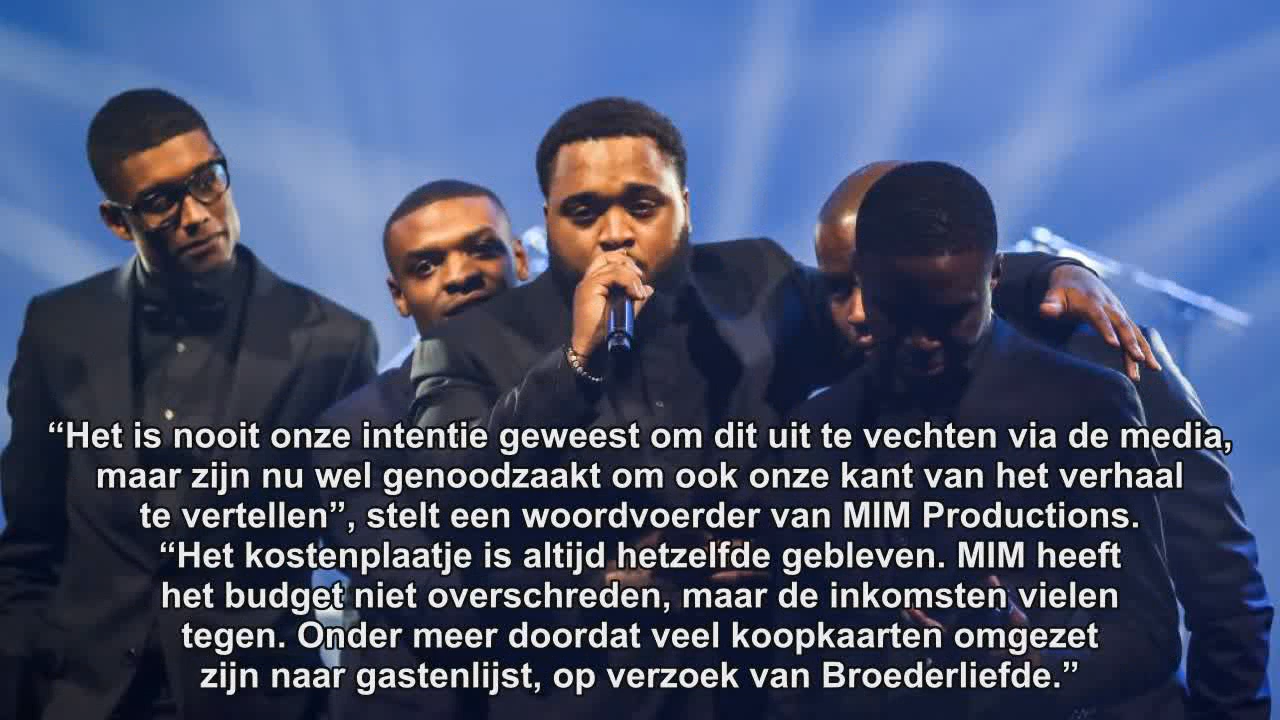 “Het is nooit onze intentie geweest om dit uit te vechten via de media,
maar zijn nu wel genoodzaakt om ook onze kant van het verhaal
te vertellen”, stelt een woordvoerder van MIM Productions.
“Het kostenplaatje is altijd hetzelfde gebleven. MIM heeft
het budget niet overschreden, maar de inkomsten vielen
tegen. Onder meer doordat veel koopkaarten omgezet
zijn naar gastenlijst, op verzoek van Broederliefde.”